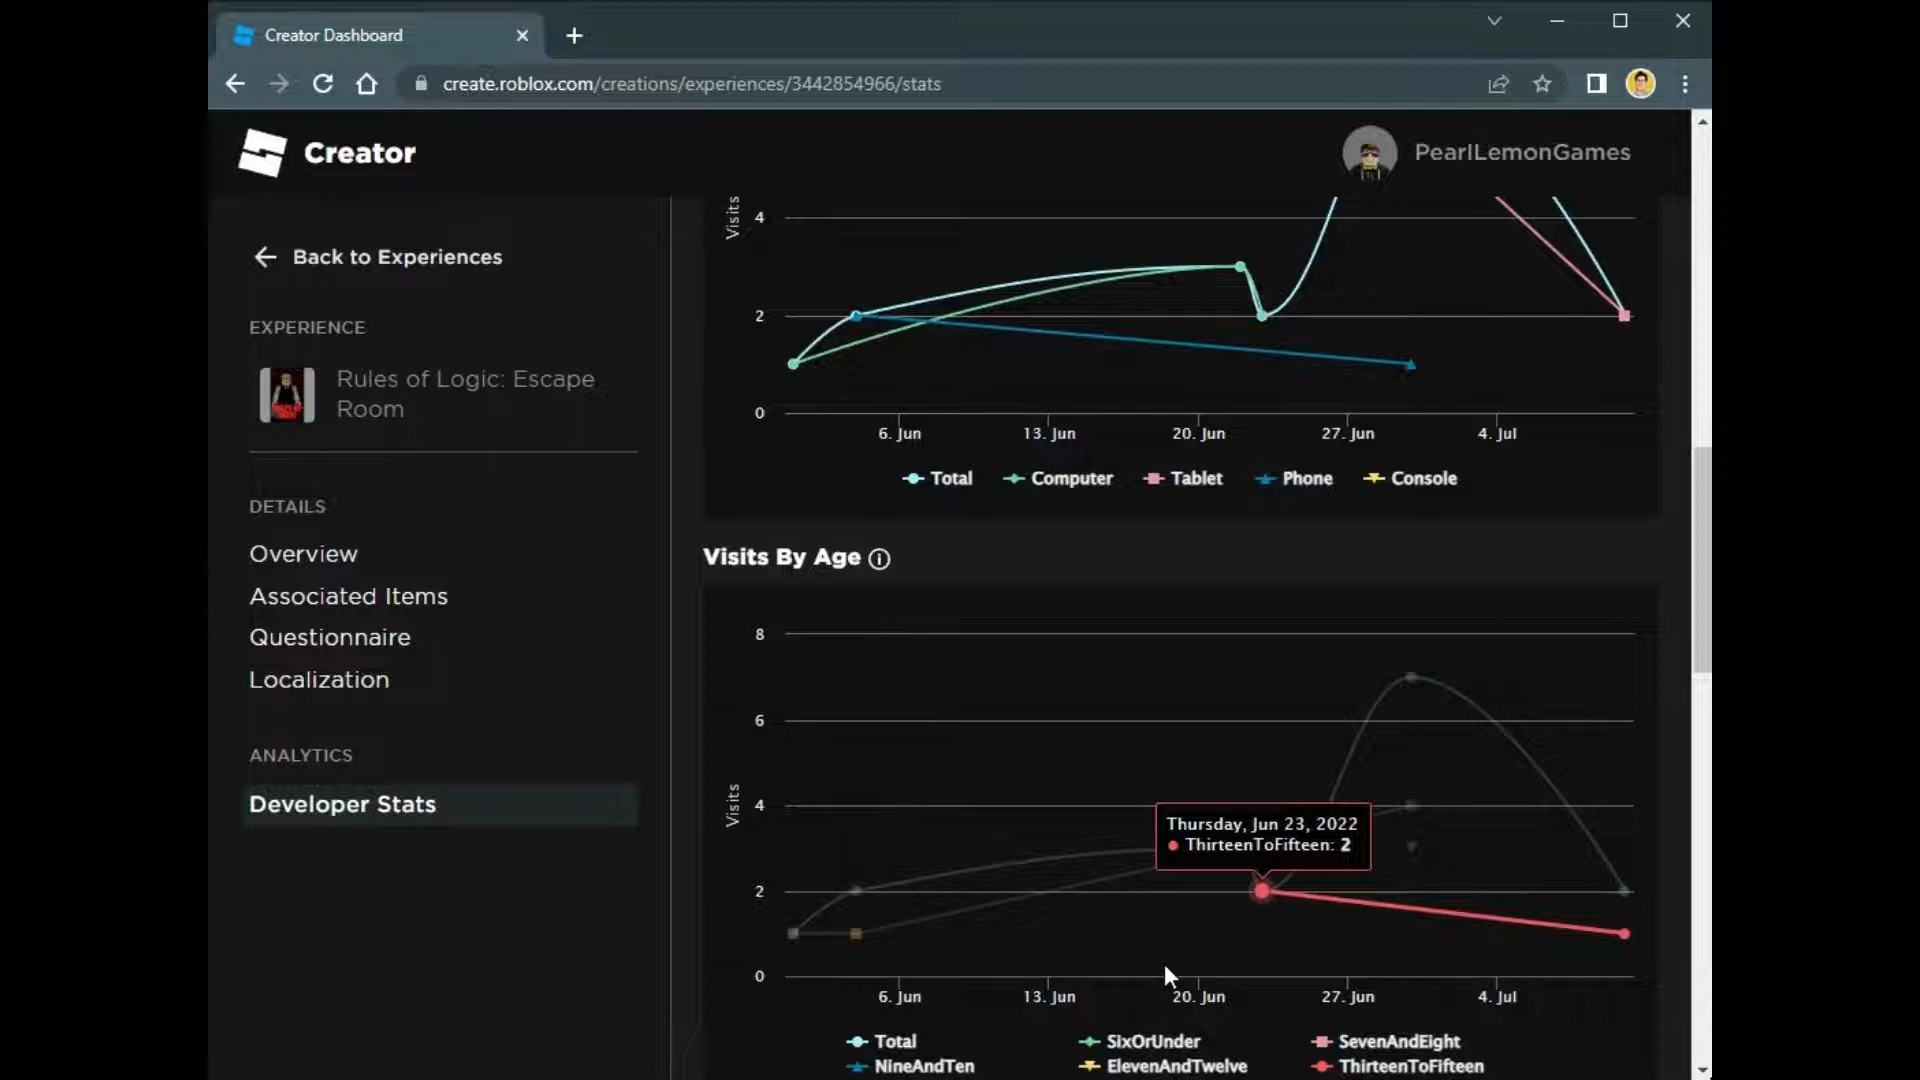 Creator Dashboard
create.roblox.com/creations/experiences/3442854966/stats
Creator
PearlLemonGames
Back to Experiences
EXPERIENCE
Rules of Logic: Escape
Room
DETAILS
Overview
Associated Items
Questionnaire
Localization
ANALYTICS
Developer Stats
Visits
4
2
0
6. Jun
13. Jun
20. Jun
27. Jun
4. Jul
Total
Computer
Tablet
Phone
Console
Visits By Age
8
6
Visits
4
2
0
Thursday, Jun 23, 2022
ThirteenToFifteen: 2
6. Jun
13. Jun
20. Jun
27. Jun
4. Jul
Total
SixOrUnder
SevenAndEight
NineAndTen
ElevenAndTwelve
ThirteenToFifteen